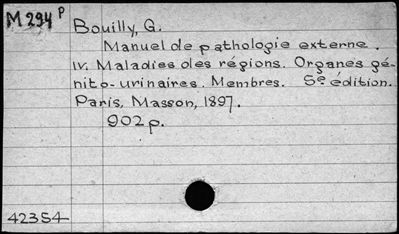 M 294 P
Bouilly, G.
Manuel de pathologie externe.
IV. Maladies des régions. Organes gé-
nito-urinaires. Membres. 5e édition.
Paris, Masson, 1897.
902 p.
42354